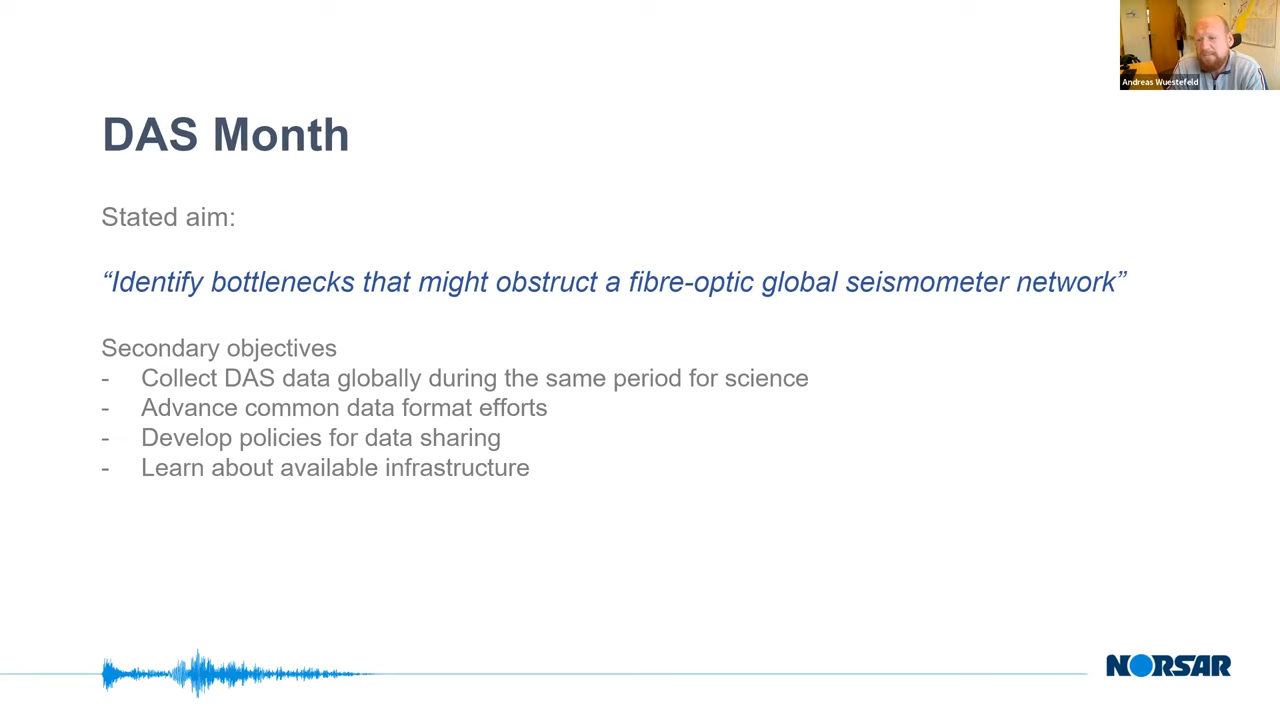 Andreas Wuestefeld
DAS Month
Stated aim:
“Identify bottlenecks that might obstruct a fibre-optic global seismometer network”
Secondary objectives
- Collect DAS data globally during the same period for science
- Advance common data format efforts
- Develop policies for data sharing
- Learn about available infrastructure
NORSAR